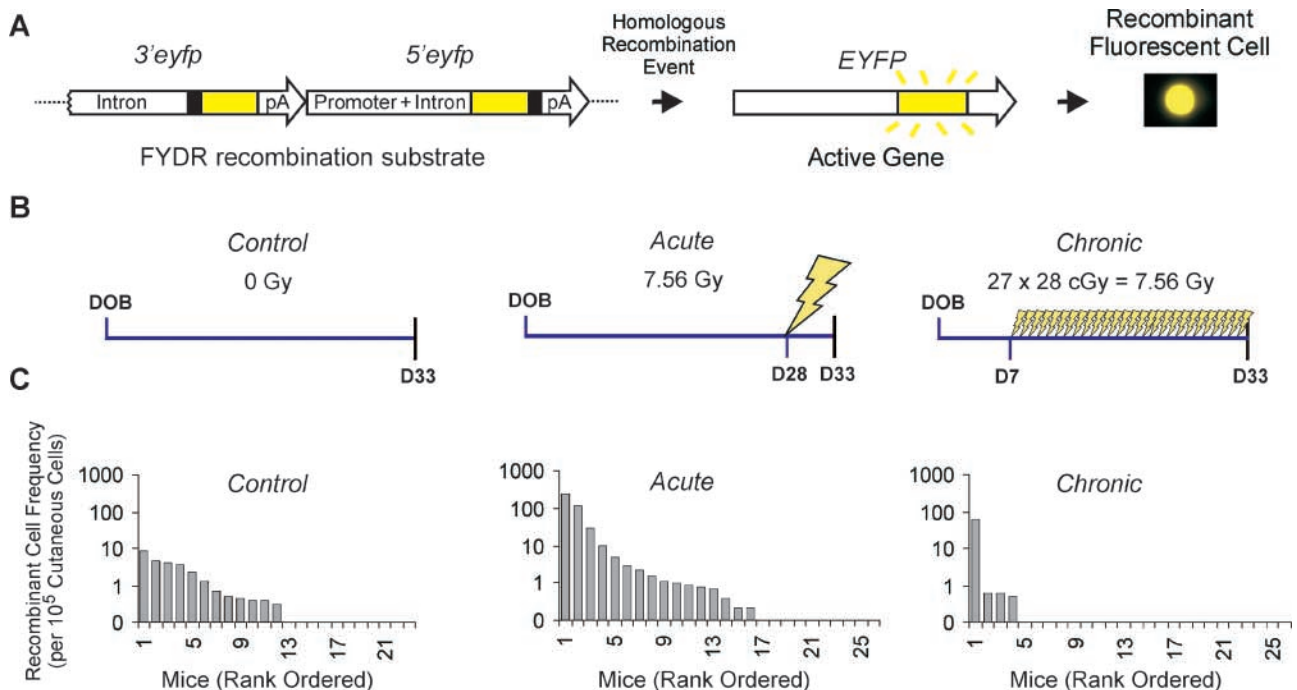 A
3'eyfp
5'eyfp
Homologous
Recombination
Event
EYFP
Recombinant
Fluorescent Cell
Intron
pA
Promoter + Intron
pA
FYDR recombination substrate
Active Gene
B
Control
0 Gy
DOB
D33
Acute
7.56 Gy
DOB
D28
D33
Chronic
27 x 28 cGy = 7.56 Gy
DOB
D7
D33
C
Recombinant Cell Frequency
(per 10⁵ Cutaneous Cells)
Control
1000
100
10
1
0
1
5
9
13
17
21
Mice (Rank Ordered)
Acute
1000
100
10
1
0
1
5
9
13
17
21
25
Mice (Rank Ordered)
Chronic
1000
100
10
1
0
1
5
9
13
17
21
25
Mice (Rank Ordered)